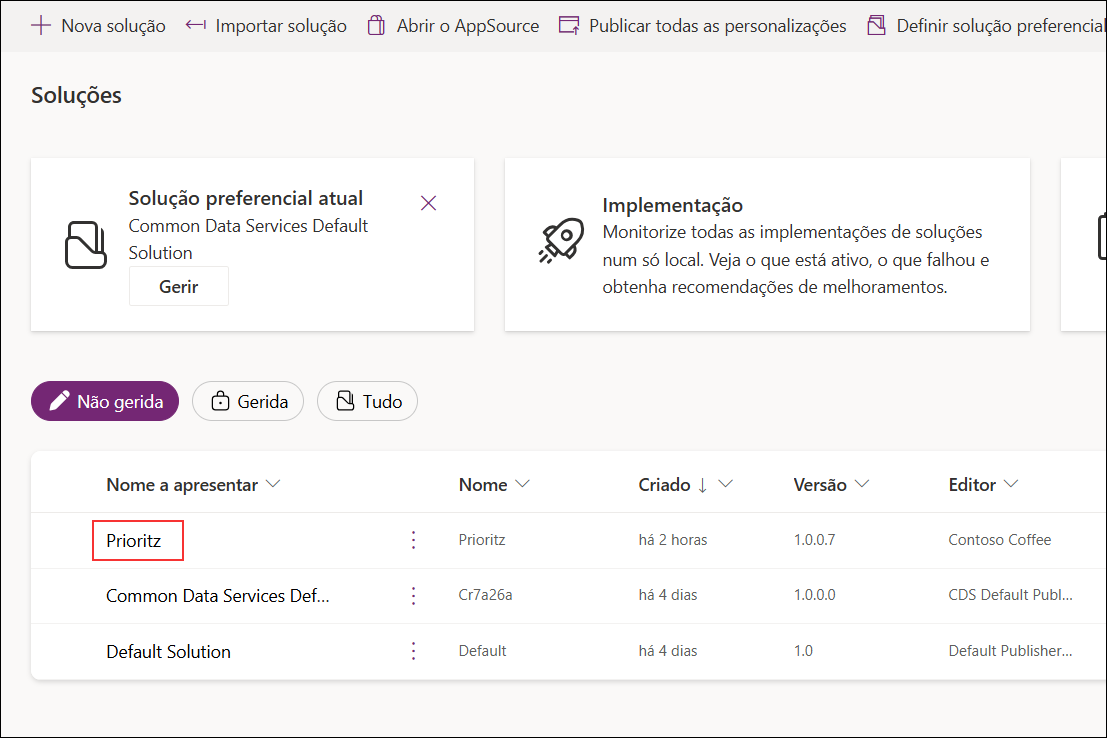 Nova solução Importar solução Abrir o AppSource Publicar todas as personalizações Definir solução preferencial
Soluções
Solução preferencial atual
Common Data Services Default
Solution
Gerir
Implementação
Monitorize todas as implementações de soluções
num só local. Veja o que está ativo, o que falhou e
obtenha recomendações de melhoramentos.
Não gerida Gerida Tudo
Nome a apresentar Nome Criado Versão Editor
Prioritz Prioritz há 2 horas 1.0.0.7 Contoso Coffee
Common Data Services Def... Cr7a26a há 4 dias 1.0.0.0 CDS Default Publ...
Default Solution Default há 4 dias 1.0 Default Publisher...